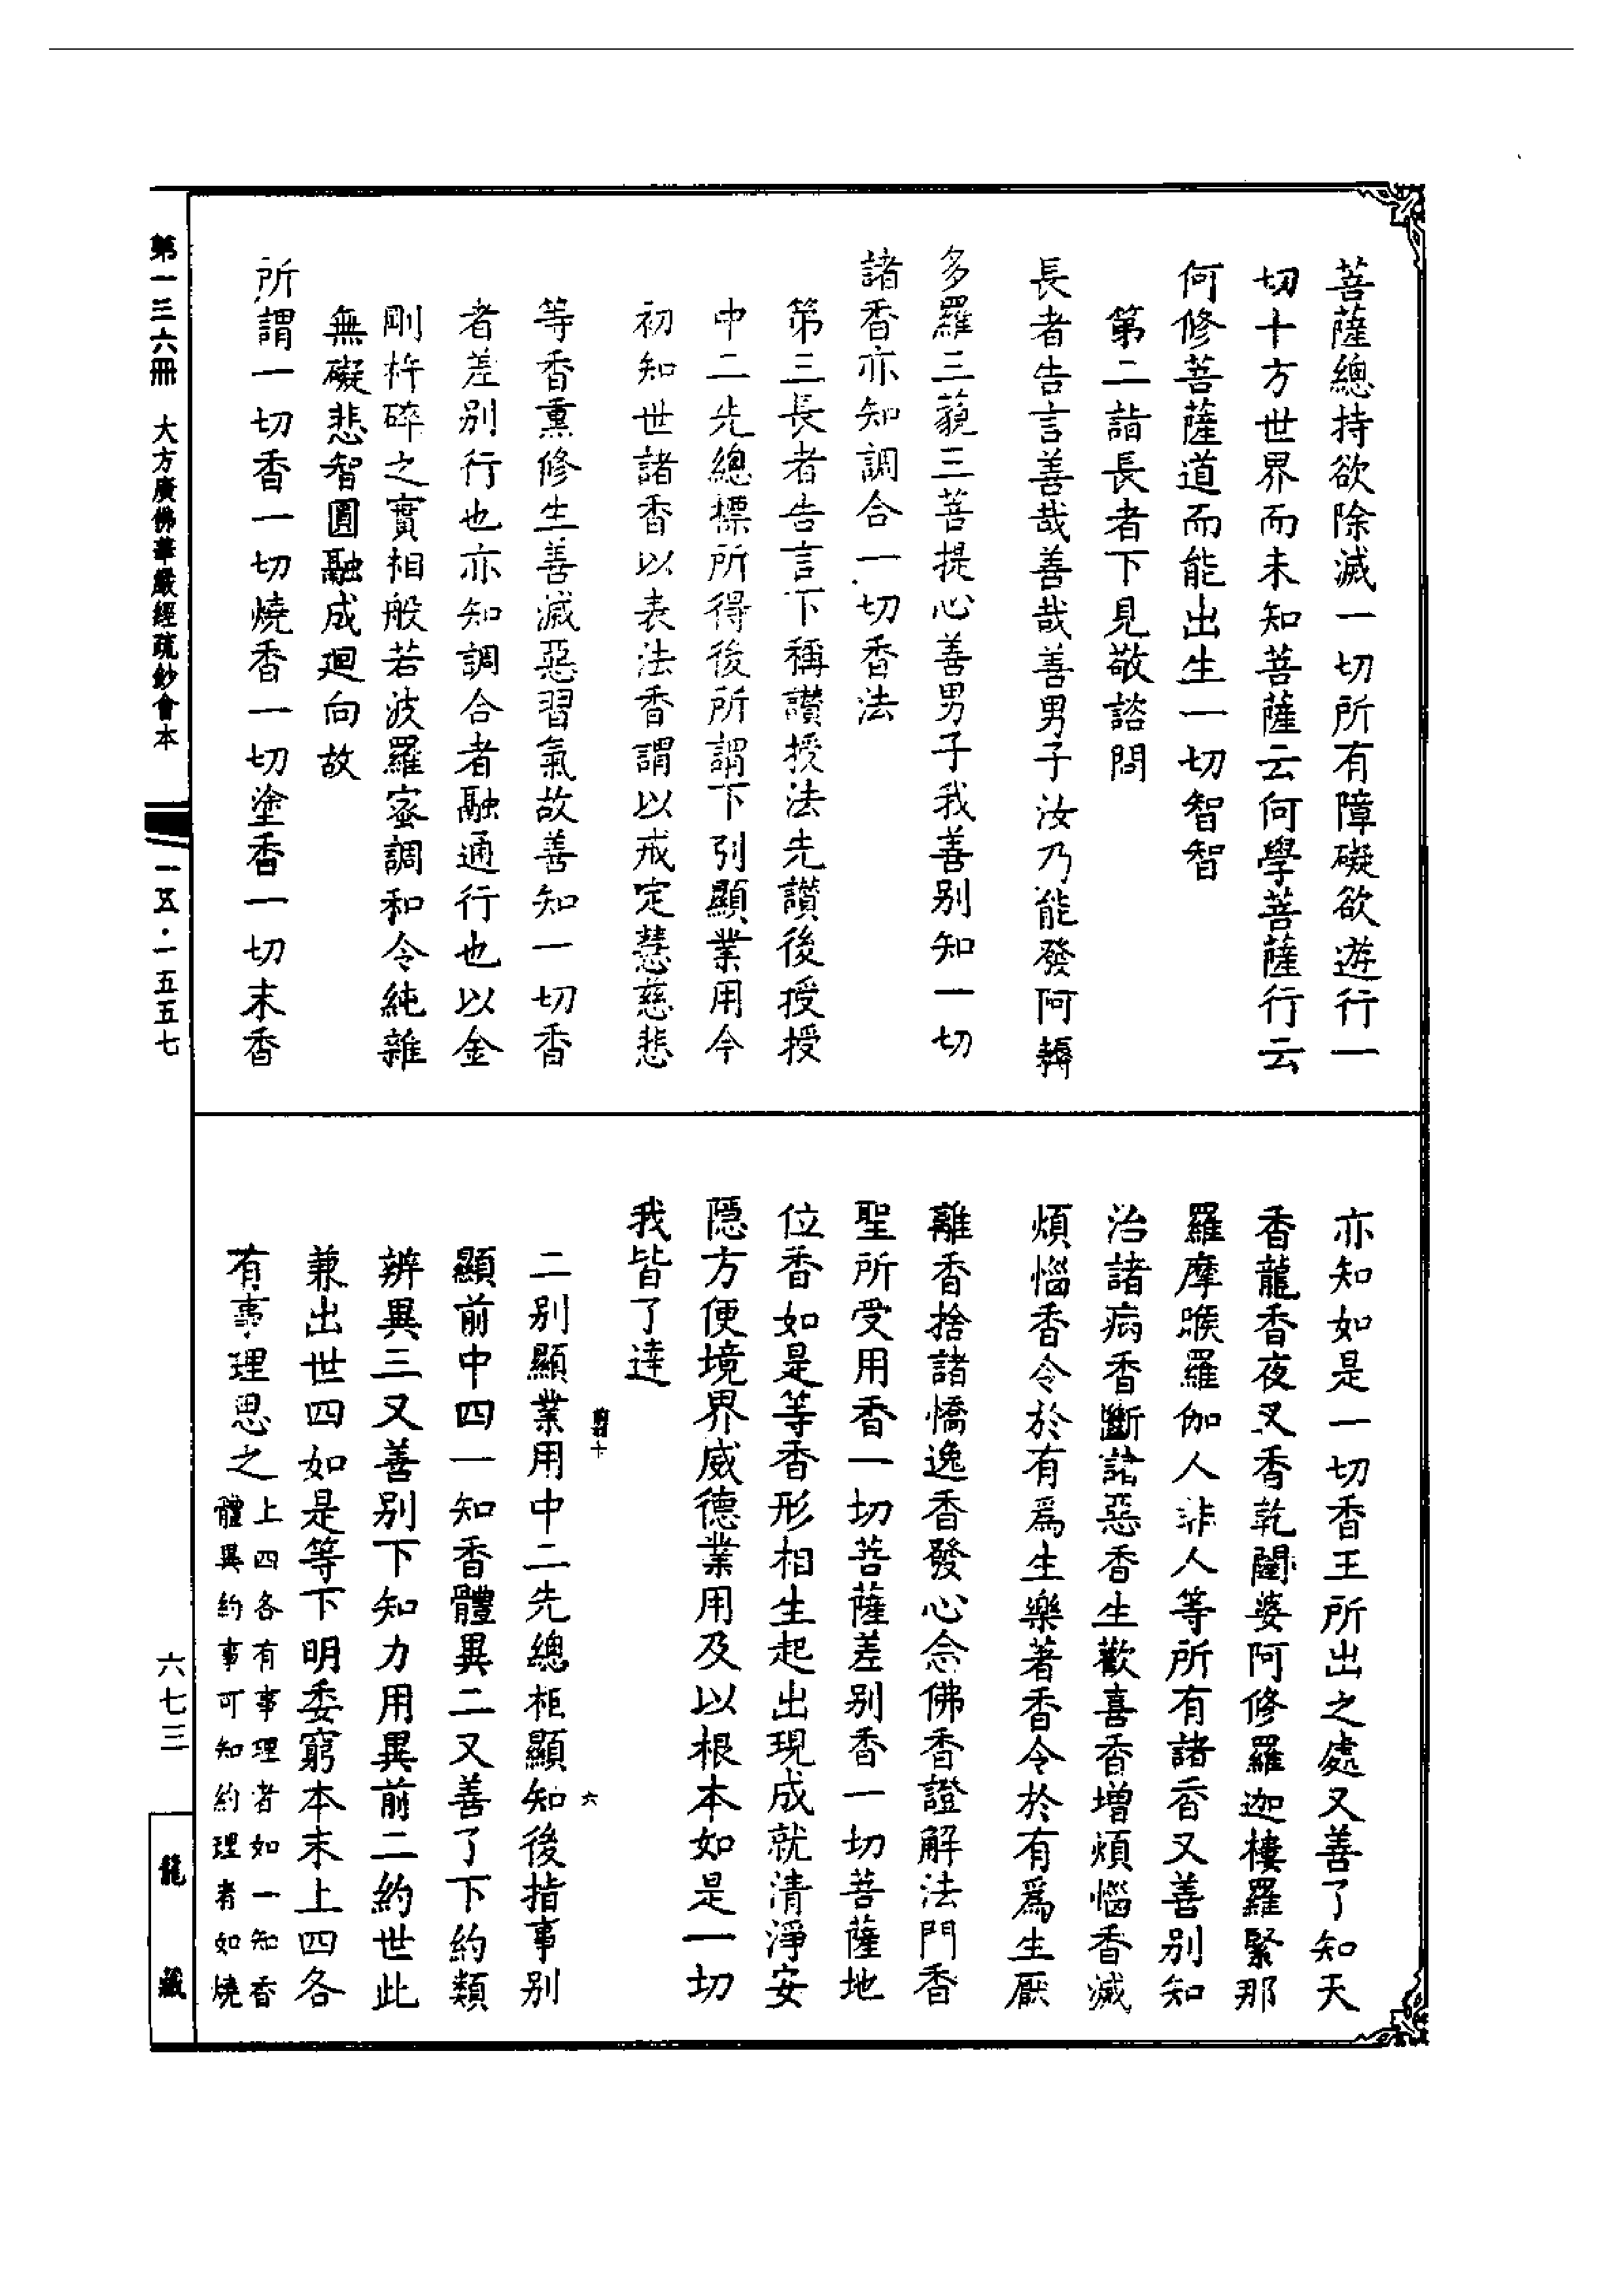 菩薩總持欲除滅一切所有障礙欲遊行一
切十方世界而未知菩薩云何學菩薩行云
何修菩薩道而能出生一切智智
第二詣長者下見敬諮問
長者告言善哉善哉善男子汝乃能發阿耨
多羅三藐三菩提心善男子我善别知一切
諸香亦知調合一切香法
第三長者告言下稱讚授法先讚後授授
中二先總標所得後所謂下別顯業用今
初知世諸香以表法香謂以戒定慧慈悲
等香熏修生善滅惡習氣故善知一切香
者差别行也亦知調合者融通行也以金
剛杵碎之實相般若波羅蜜調和令純雜
無礙悲智圓融成迴向故
所謂一切香一切燒香一切塗香一切末香
亦知如是一切香王所出之處又善了知天
香龍香夜叉香乾闥婆阿修羅迦樓羅緊那
羅摩睺羅伽人非人等所有諸香又善别知
治諸病香斷諸惡香生歡喜香增煩惱香滅
煩惱香令於有爲生樂著香令於有爲生厭
離香捨諸憍逸香發心念佛香證解法門香
聖所受用香一切菩薩差别香一切菩薩地
位香如是等香形相生起出現成就清淨安
隱方便境界威德業用及以根本如是一切
我皆了達
二别顯業用中二先總柜顯知後指事别
顯前中四一知香體異二又善了下約類
辨異三又善别下知力用異前二約世此
兼出世四如是等下明委窮本末上四各
有事理思之上四各有事理者如一知香
體異約事可知約理者如燒
六
第一三六冊 大方廣佛華嚴經疏鈔會本
一五·一五五七
六七三
龍藏